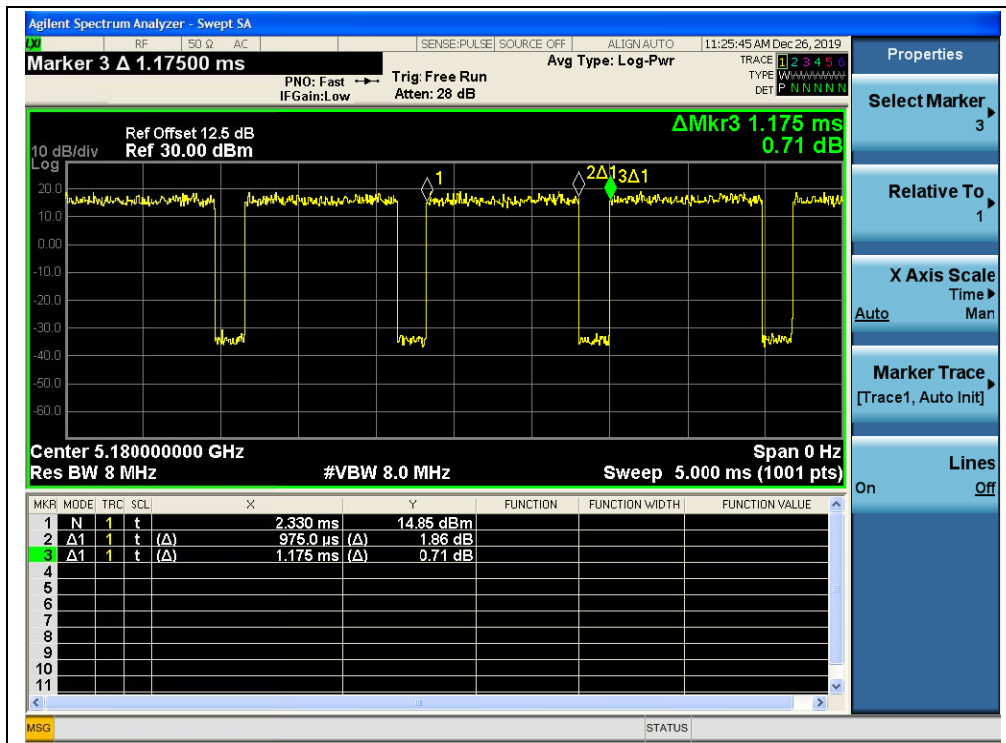 Agilent Spectrum Analyzer - Swept SA
LXI RF 50 Ω AC SENSE:PULSE SOURCE OFF ALIGN AUTO 11:25:45 AM Dec 26, 2019
Marker 3 Δ 1.17500 ms
PNO: Fast
IFGain:Low
Trig: Free Run
Atten: 28 dB
Avg Type: Log-Pwr
TRACE 1 2 3 4 5 6
TYPE WWWWWW
DET P N N N N N
Ref Offset 12.5 dB
10 dB/div Ref 30.00 dBm
Log
ΔMkr3 1.175 ms
0.71 dB
20.0
10.0
0.00
-10.0
-20.0
-30.0
-40.0
-50.0
-60.0
1
2Δ1
3Δ1
Center 5.180000000 GHz Span 0 Hz
Res BW 8 MHz #VBW 8.0 MHz Sweep 5.000 ms (1001 pts)
MKR MODE TRC SCL X Y FUNCTION FUNCTION WIDTH FUNCTION VALUE
1 N 1 t 2.330 ms 14.85 dBm
2 Δ1 1 t (Δ) 975.0 µs (Δ) 1.86 dB
3 Δ1 1 t (Δ) 1.175 ms (Δ) 0.71 dB
4
5
6
7
8
9
10
11
MSG STATUS
Properties
Select Marker
3
Relative To
1
X Axis Scale
Time
Auto Man
Marker Trace
[Trace1, Auto Init]
Lines
On Off